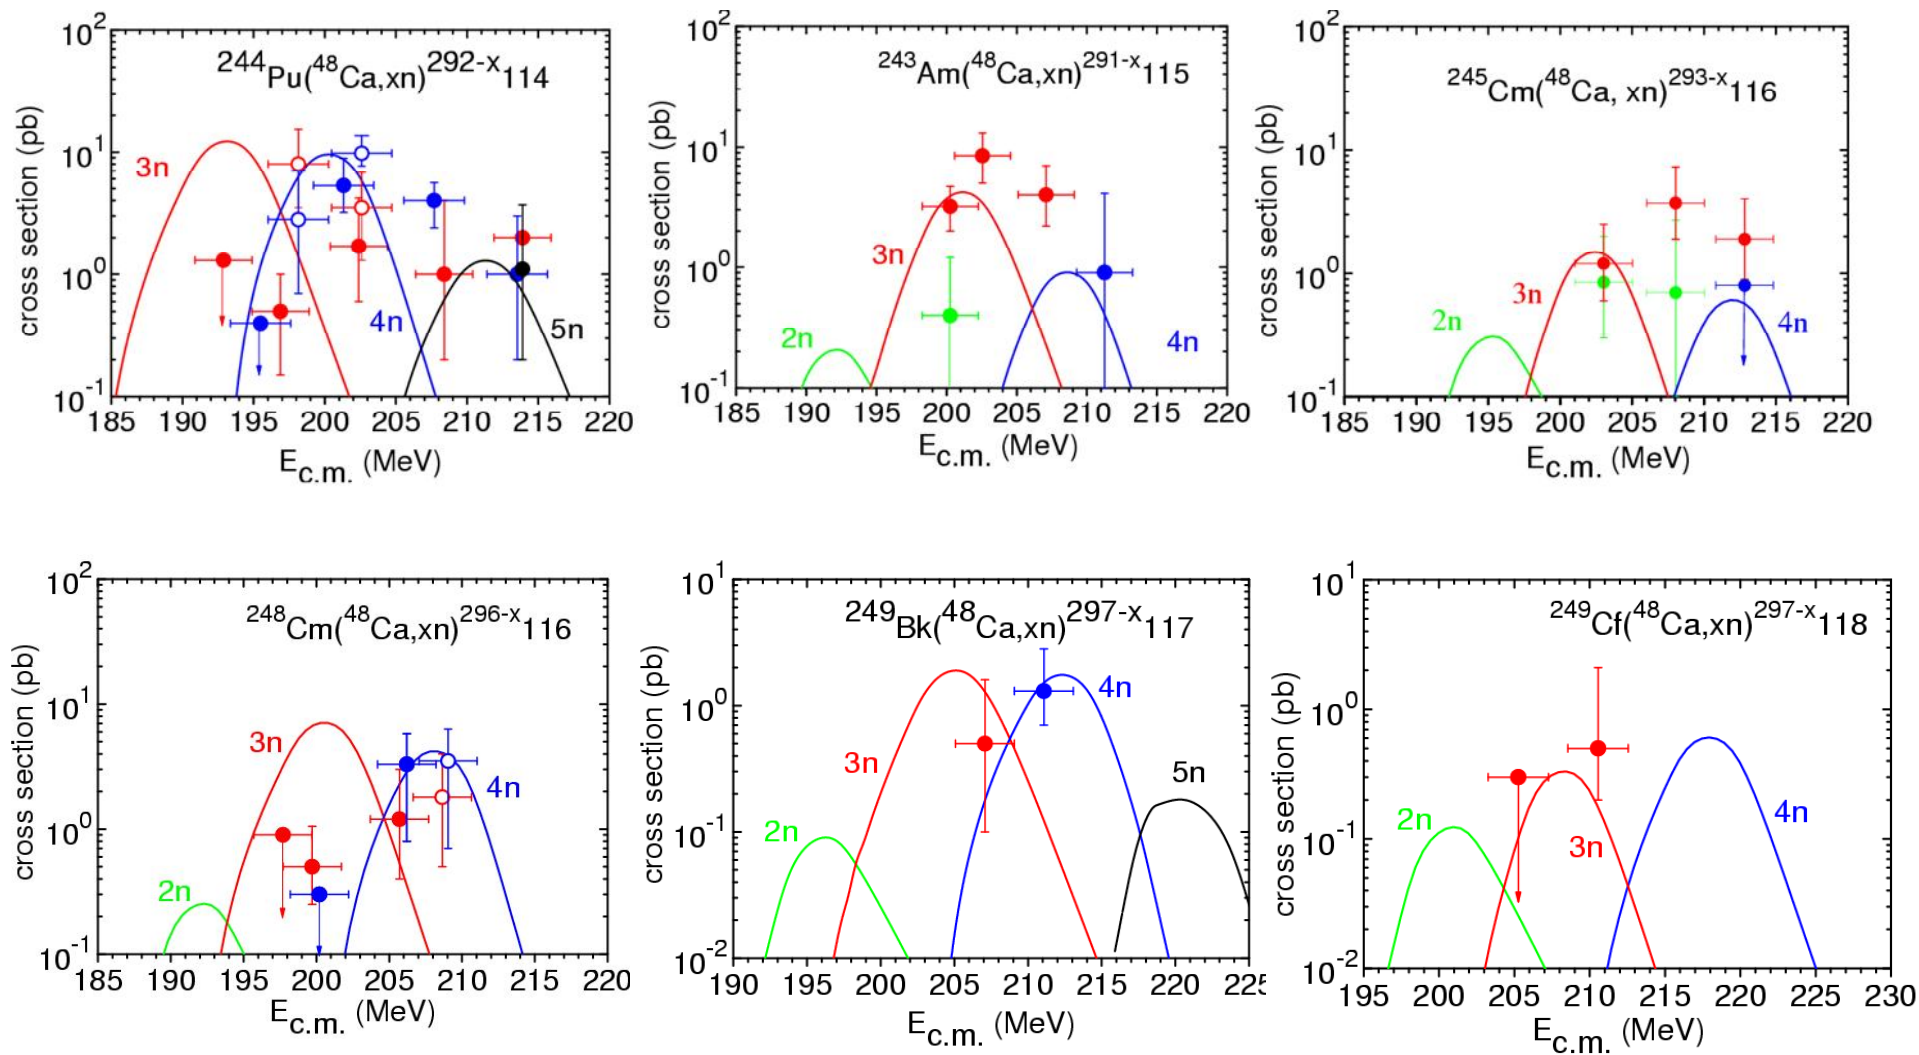 244Pu(48Ca,xn)292-x114
cross section (pb)
10^2
10^1
10^0
10^-1
3n
4n
5n
185 190 195 200 205 210 215 220
Ec.m. (MeV)
243Am(48Ca,xn)291-x115
cross section (pb)
10^2
10^1
10^0
10^-1
2n
3n
4n
185 190 195 200 205 210 215 220
Ec.m. (MeV)
245Cm(48Ca, xn)293-x116
cross section (pb)
10^2
10^1
10^0
10^-1
2n
3n
4n
185 190 195 200 205 210 215 220
Ec.m. (MeV)
248Cm(48Ca,xn)296-x116
cross section (pb)
10^2
10^1
10^0
10^-1
2n
3n
4n
185 190 195 200 205 210 215 220
Ec.m. (MeV)
249Bk(48Ca,xn)297-x117
cross section (pb)
10^1
10^0
10^-1
10^-2
2n
3n
4n
5n
190 195 200 205 210 215 220 225
Ec.m. (MeV)
249Cf(48Ca,xn)297-x118
cross section (pb)
10^1
10^0
10^-1
10^-2
2n
3n
4n
195 200 205 210 215 220 225 230
Ec.m. (MeV)